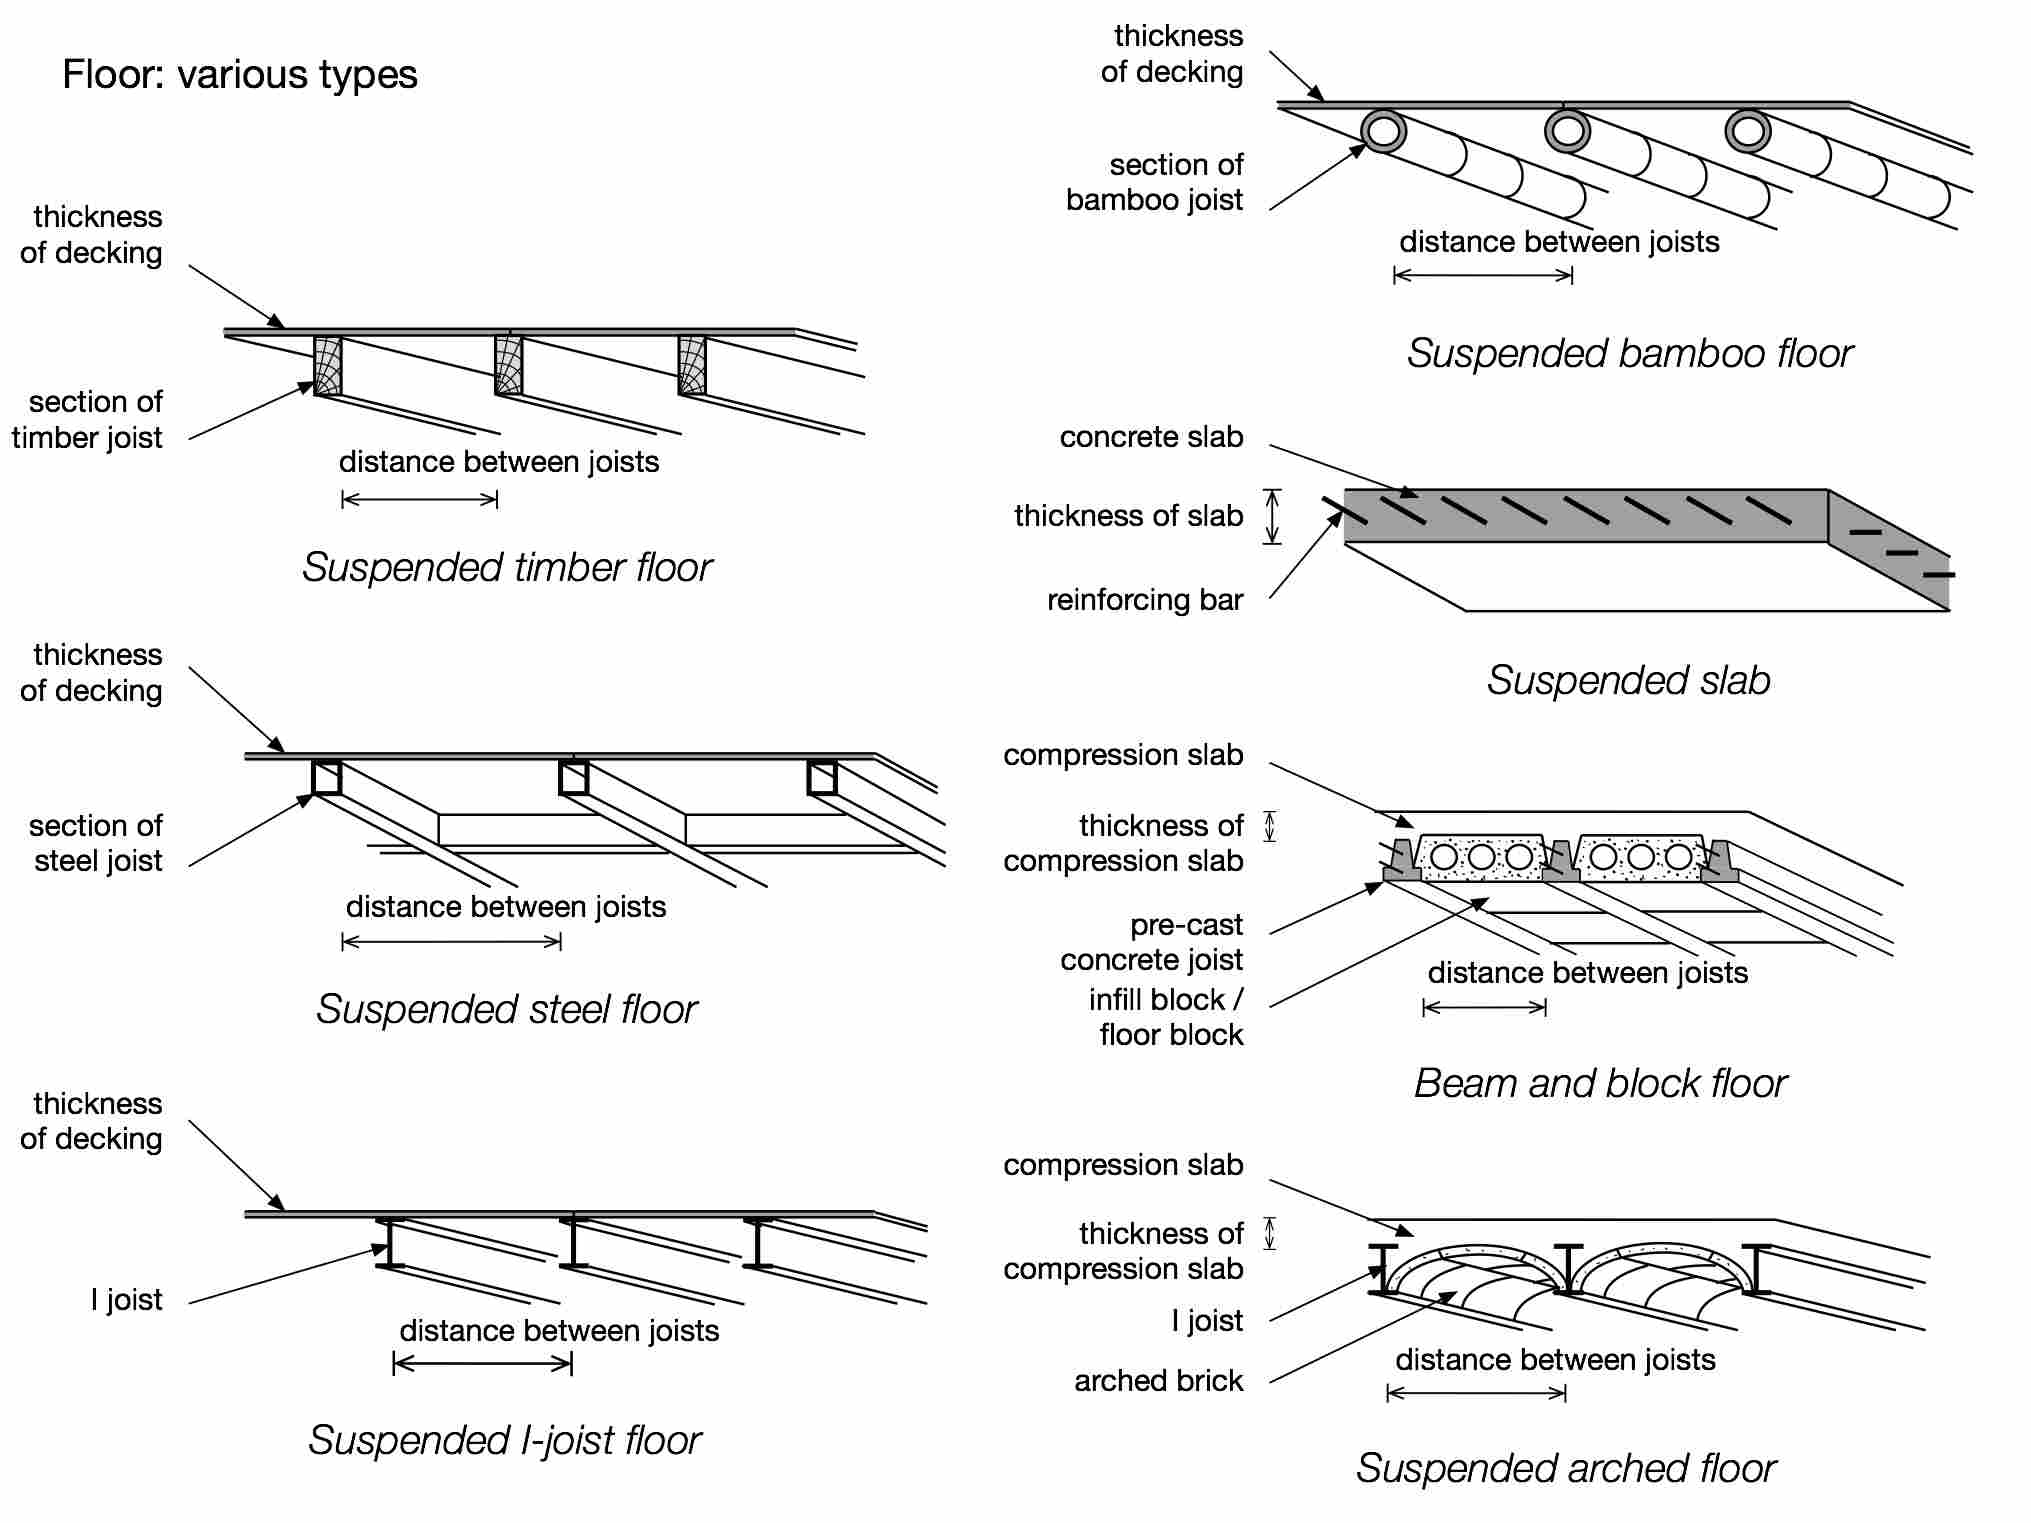 Floor: various types
thickness
of decking
section of
timber joist
distance between joists
Suspended timber floor
thickness
of decking
section of
steel joist
distance between joists
Suspended steel floor
thickness
of decking
I joist
distance between joists
Suspended I-joist floor
thickness
of decking
section of
bamboo joist
distance between joists
Suspended bamboo floor
concrete slab
thickness of slab
reinforcing bar
Suspended slab
compression slab
thickness of
compression slab
pre-cast
concrete joist
infill block /
floor block
distance between joists
Beam and block floor
compression slab
thickness of
compression slab
I joist
arched brick
distance between joists
Suspended arched floor